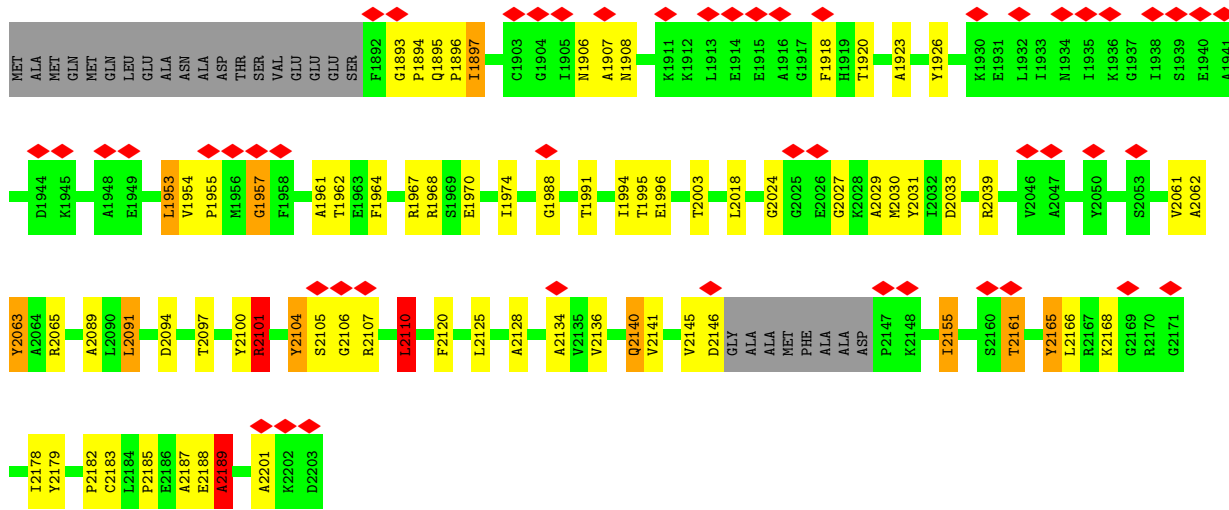 MET ALA MET GLN MET GLN LEU GLU ALA ASN ALA ASP THR SER VAL GLU GLU GLU SER F1892 G1893 P1894 Q1895 P1896 I1897 C1903 G1904 I1905 N1906 A1907 N1908 K1911 K1912 L1913 E1914 E1915 A1916 G1917 F1918 H1919 T1920 A1923 Y1926 K1930 E1931 L1932 I1933 N1934 I1935 K1936 G1937 I1938 S1939 E1940 A1941
D1944 K1945 A1948 E1949 L1953 V1954 P1955 M1956 G1957 F1958 A1961 T1962 E1963 F1964 R1967 R1968 S1969 E1970 I1974 G1988 T1991 I1994 T1995 E1996 T2003 L2018 G2024 G2025 E2026 G2027 K2028 A2029 M2030 Y2031 I2032 D2033 R2039 V2046 A2047 Y2050 S2053 V2061 A2062
Y2063 A2064 R2065 A2089 L2090 L2091 D2094 T2097 Y2100 R2101 Y2104 S2105 G2106 R2107 L2110 F2120 L2125 A2128 A2134 V2135 V2136 Q2140 V2141 V2145 D2146 GLY ALA ALA MET PHE ALA ALA ASP P2147 K2148 I2155 S2160 T2161 Y2165 L2166 R2167 K2168 G2169 R2170 G2171
I2178 Y2179 P2182 C2183 L2184 P2185 E2186 A2187 E2188 A2189 A2201 K2202 D2203